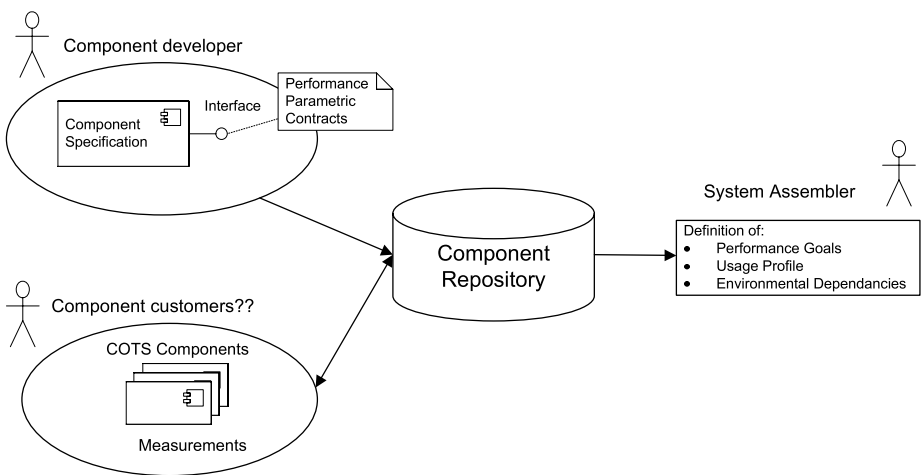 Component developer
Performance
Parametric
Contracts
Interface
Component
Specification
System Assembler
Definition of:
● Performance Goals
● Usage Profile
● Environmental Dependancies
Component
Repository
Component customers??
COTS Components
Measurements